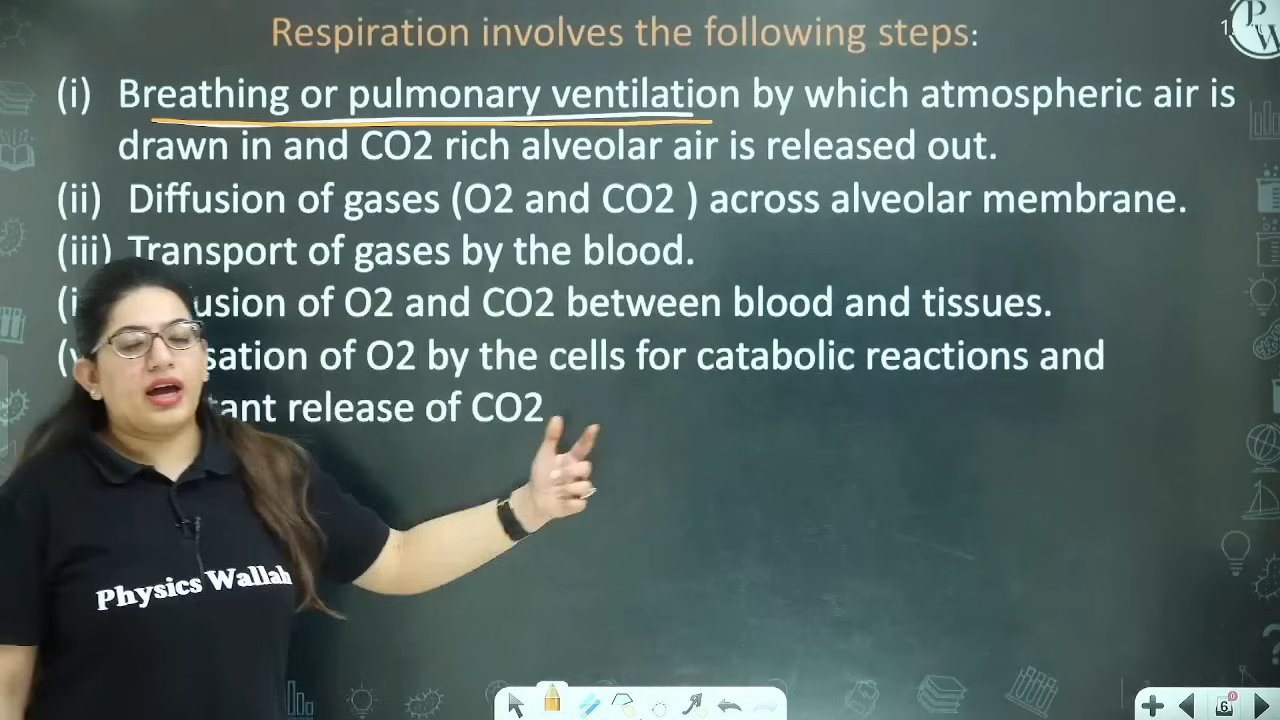 Respiration involves the following steps:
(i) Breathing or pulmonary ventilation by which atmospheric air is
drawn in and CO2 rich alveolar air is released out.
(ii) Diffusion of gases (O2 and CO2 ) across alveolar membrane.
(iii) Transport of gases by the blood.
of O2 and CO2 between blood and tissues.
of O2 by the cells for catabolic reactions and
release of CO2
Physics Wallah
P
W
6
0